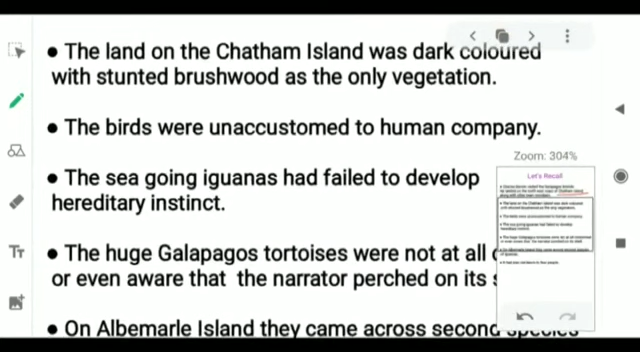 ● The land on the Chatham Island was dark coloured
with stunted brushwood as the only vegetation.
● The birds were unaccustomed to human company.
Zoom: 304%
● The sea going iguanas had failed to develop
hereditary instinct.
Let's Recall
● The huge Galapagos tortoises were not at all
or even aware that the narrator perched on its
● On Albemarle Island they came across second species
Tт